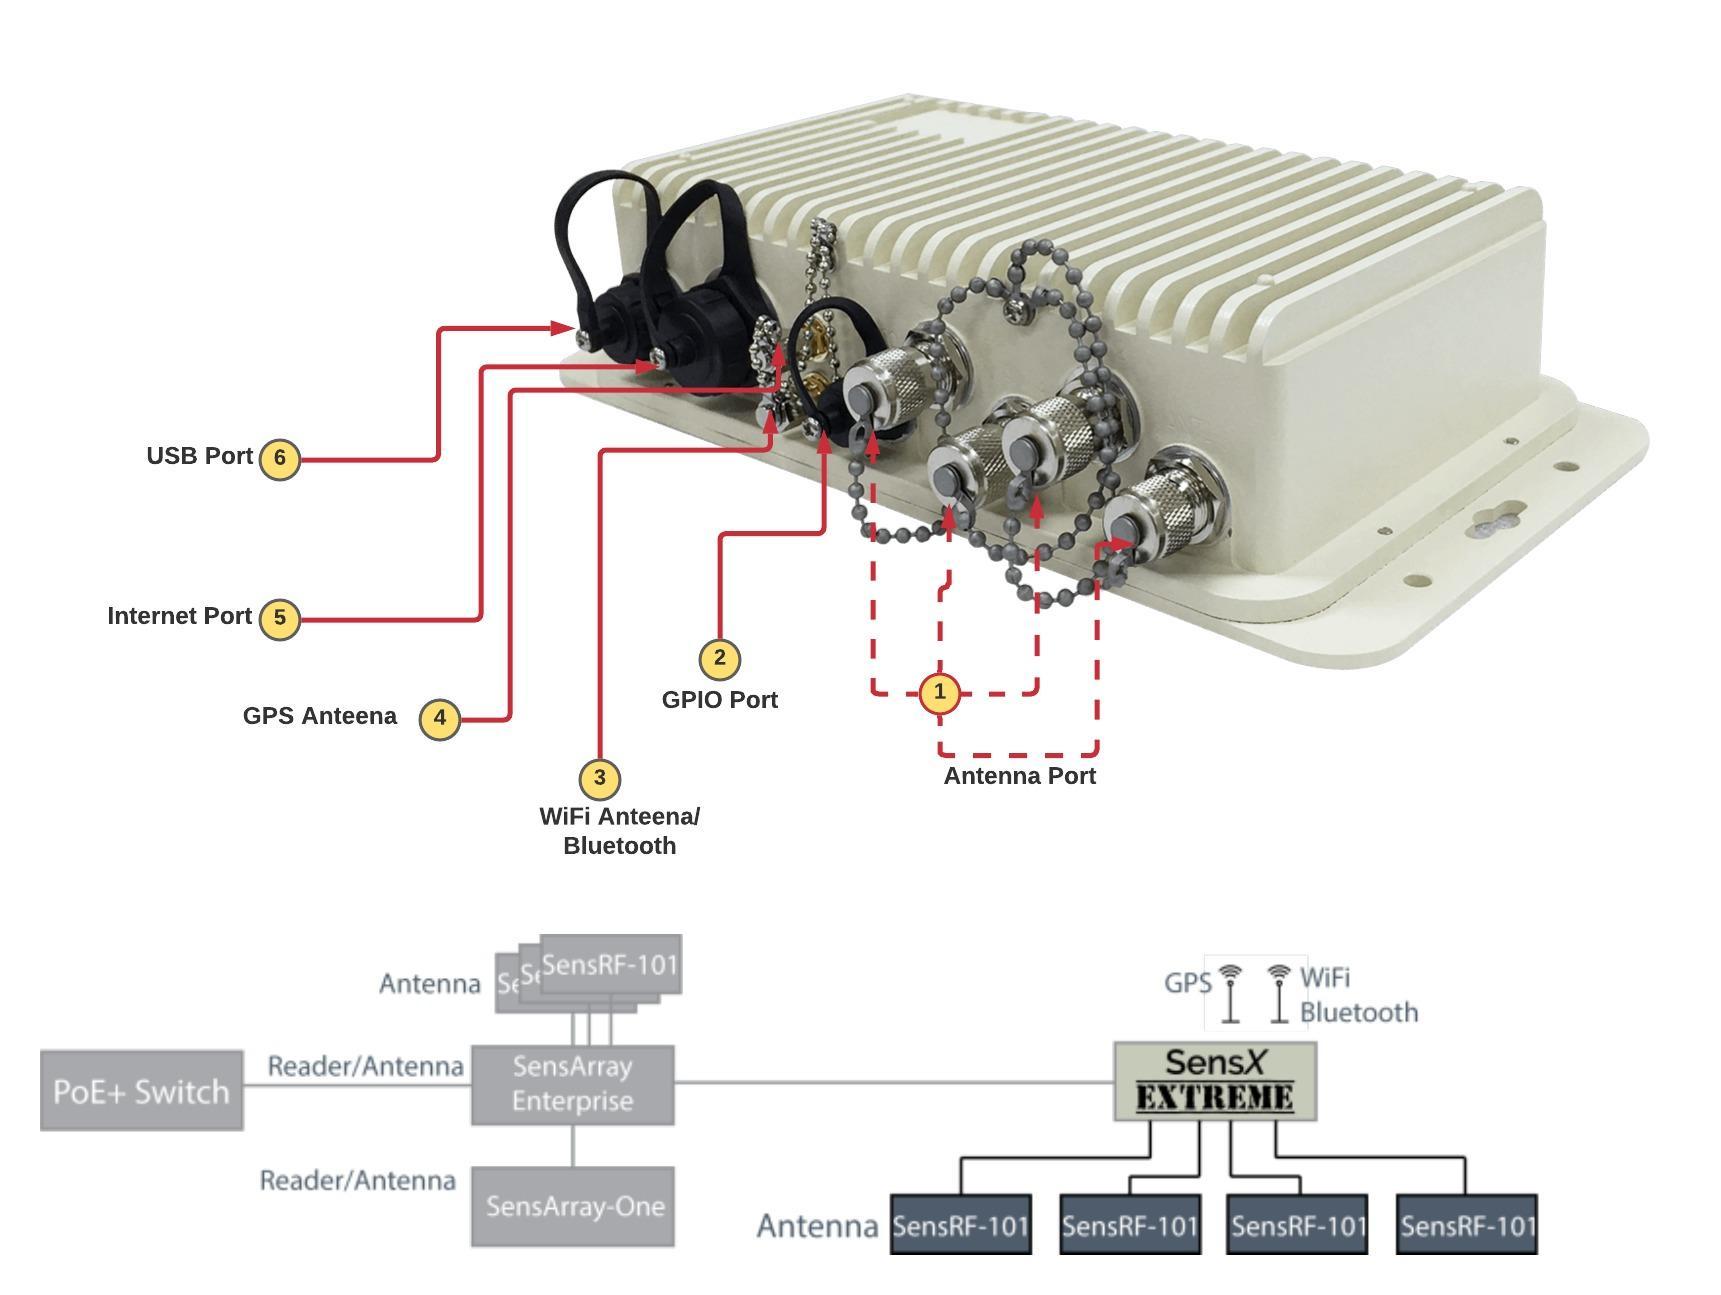 USB Port 6
Internet Port 5
GPS Anteena 4
3
WiFi Anteena/
Bluetooth
2
GPIO Port
1
Antenna Port
Antenna
Se
Se
SensRF-101
PoE+ Switch
Reader/Antenna
SensArray
Enterprise
Reader/Antenna
SensArray-One
GPS
WiFi
Bluetooth
SensX
EXTREME
Antenna
SensRF-101
SensRF-101
SensRF-101
SensRF-101